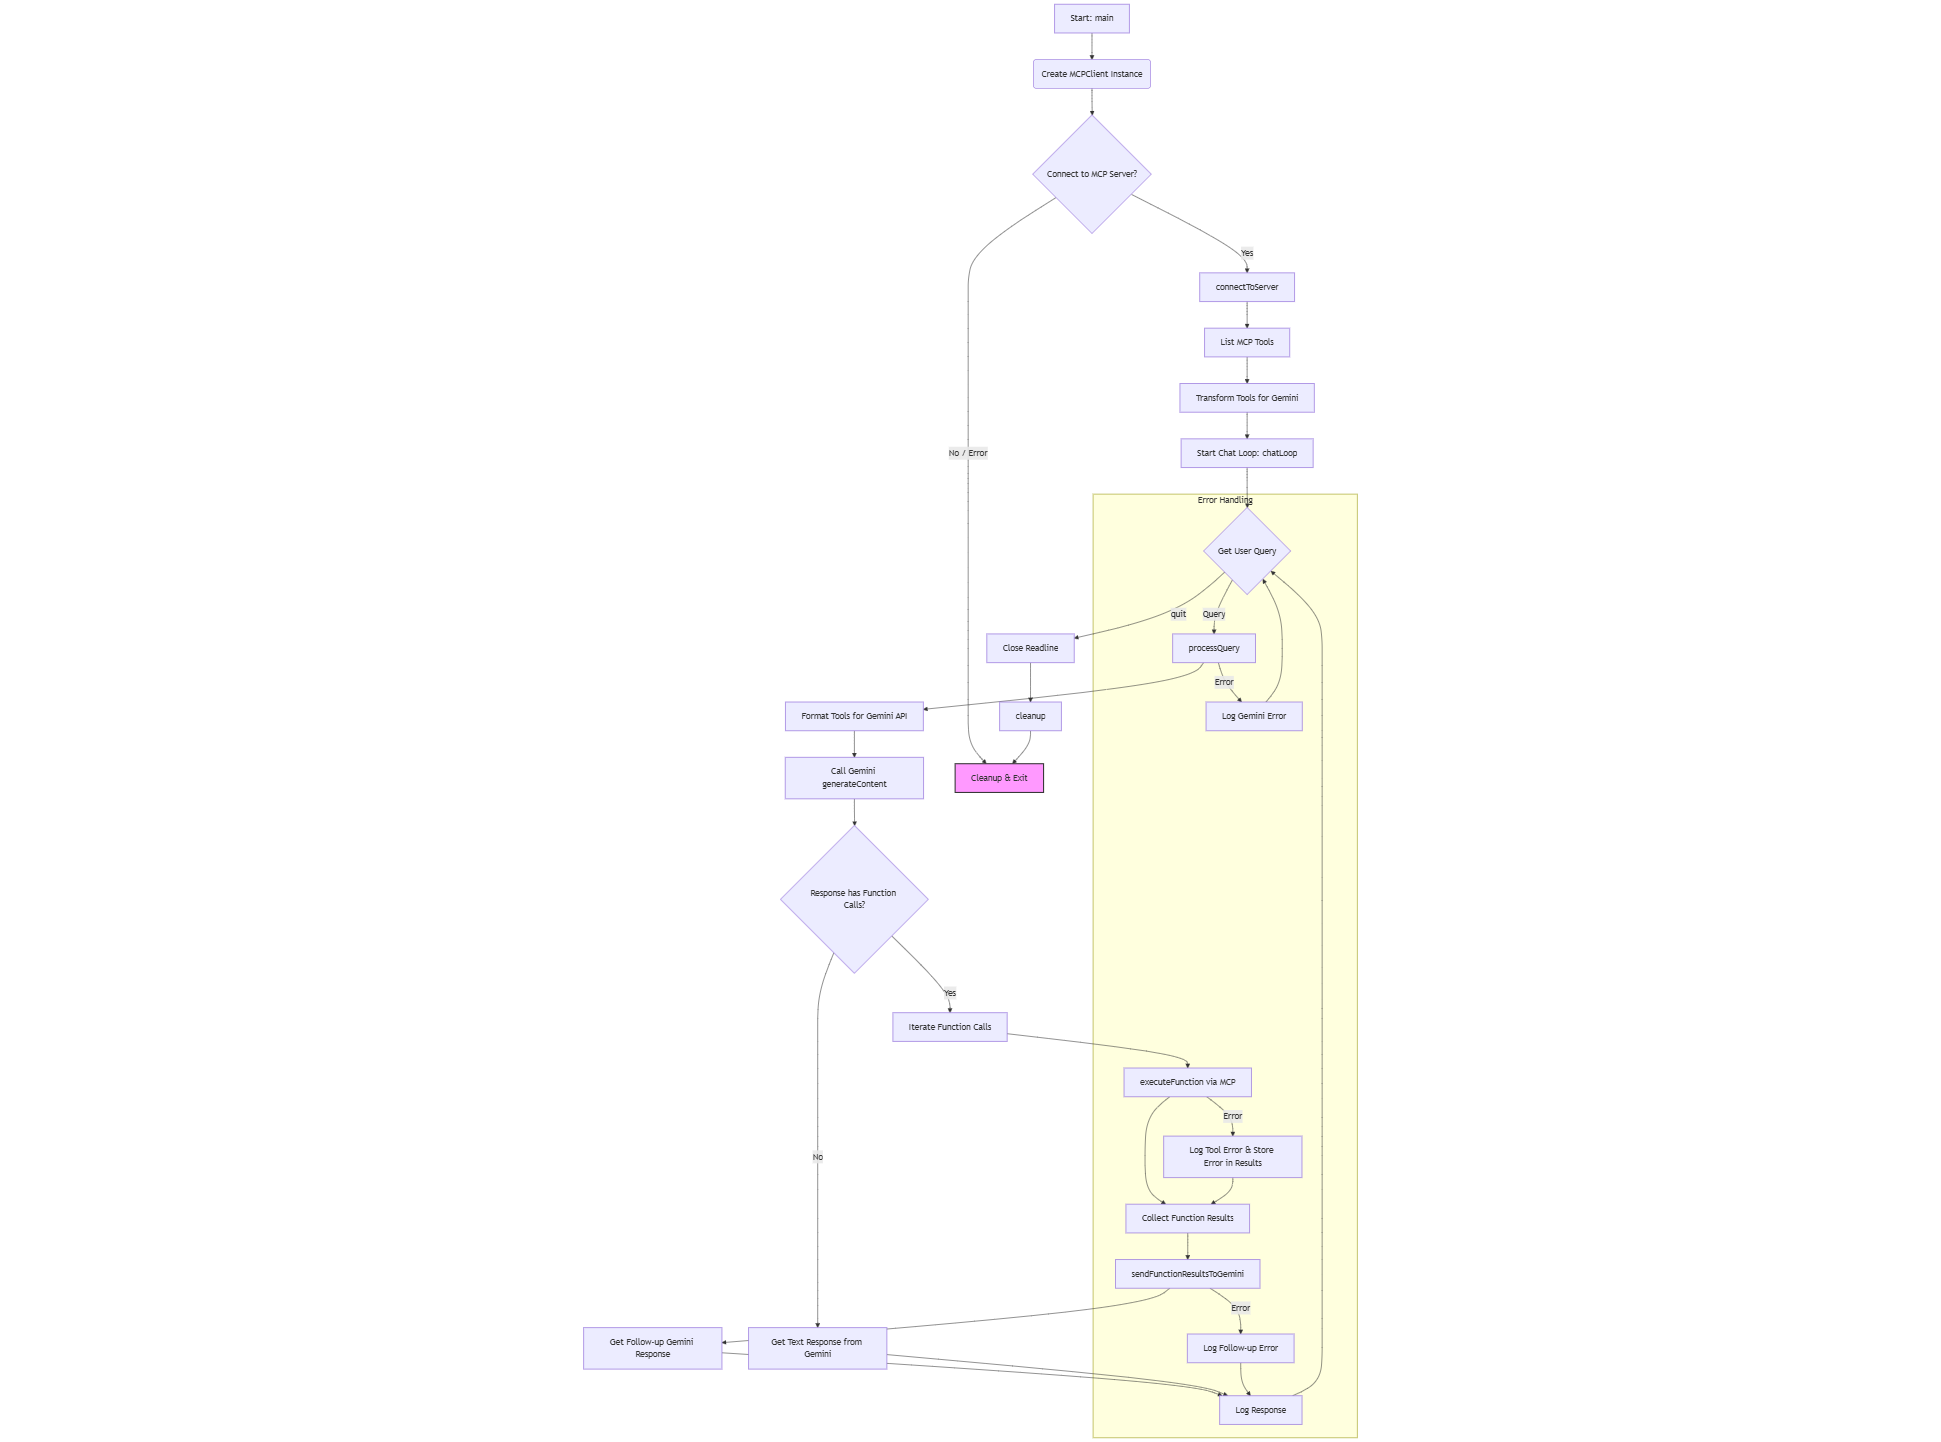 Start: main
Create MCPClient Instance
Connect to MCP Server?
Yes
connectToServer
List MCP Tools
Transform Tools for Gemini
No / Error
Start Chat Loop: chatLoop
Error Handling
Get User Query
quit
Query
Close Readline
processQuery
Error
Format Tools for Gemini API
cleanup
Log Gemini Error
Call Gemini
generateContent
Cleanup & Exit
Response has Function
Calls?
Yes
Iterate Function Calls
executeFunction via MCP
Error
No
Log Tool Error & Store
Error in Results
Collect Function Results
sendFunctionResultsToGemini
Error
Get Follow-up Gemini
Response
Get Text Response from
Gemini
Log Follow-up Error
Log Response